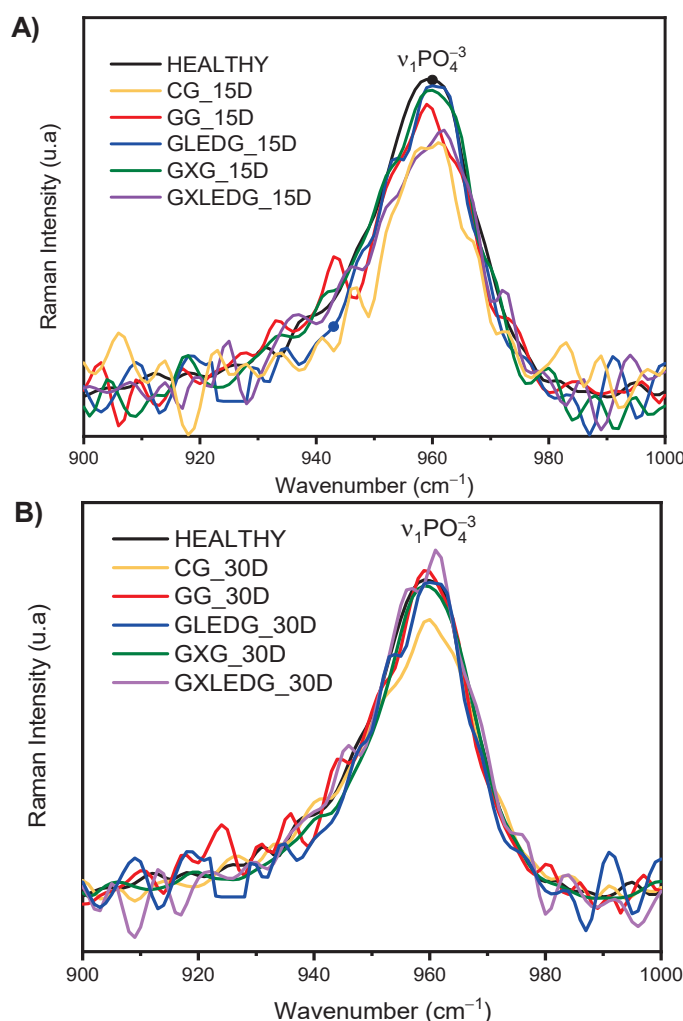 A)
ν₁PO₄⁻³
HEALTHY
CG_15D
GG_15D
GLEDG_15D
GXG_15D
GXLEDG_15D
Raman Intensity (u.a)
900 920 940 960 980 1000
Wavenumber (cm⁻¹)
B)
ν₁PO₄⁻³
HEALTHY
CG_30D
GG_30D
GLEDG_30D
GXG_30D
GXLEDG_30D
Raman Intensity (u.a)
900 920 940 960 980 1000
Wavenumber (cm⁻¹)